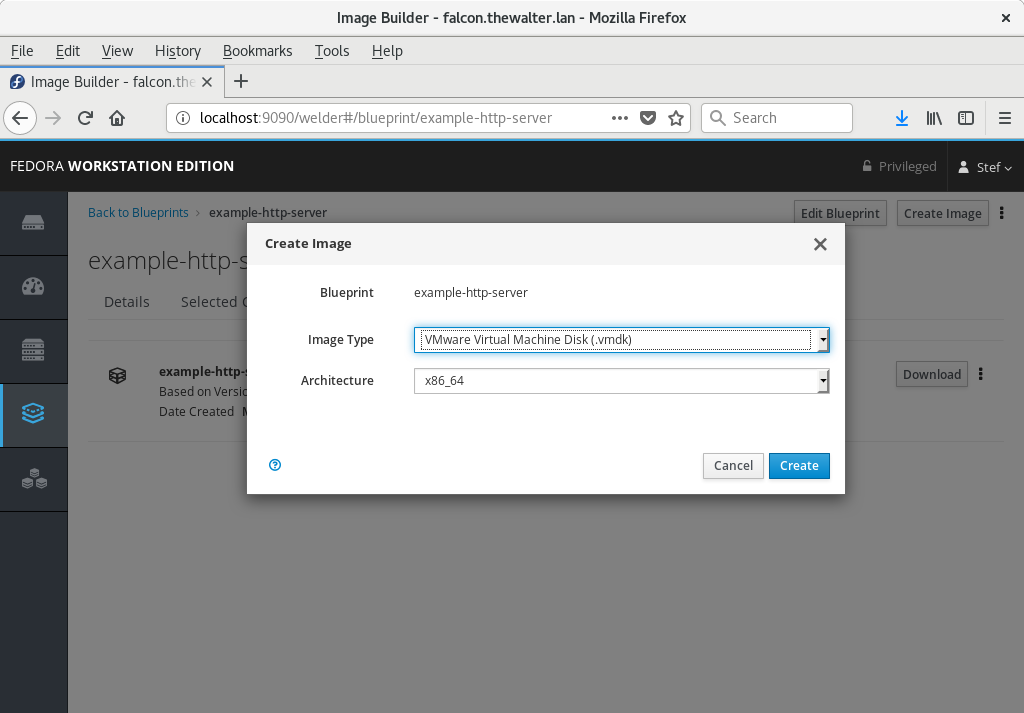 Image Builder - falcon.thewalter.lan - Mozilla Firefox
File Edit View History Bookmarks Tools Help
Image Builder - falcon.the
localhost:9090/welder#/blueprint/example-http-server
Search
FEDORA WORKSTATION EDITION
Privileged
Stef
Back to Blueprints
example-http-server
Edit Blueprint
Create Image
example-http-s
Details
Selected C
Create Image
Blueprint
example-http-server
Image Type
VMware Virtual Machine Disk (.vmdk)
Architecture
x86_64
example-http-s
Based on Versio
Date Created
Download
Cancel
Create